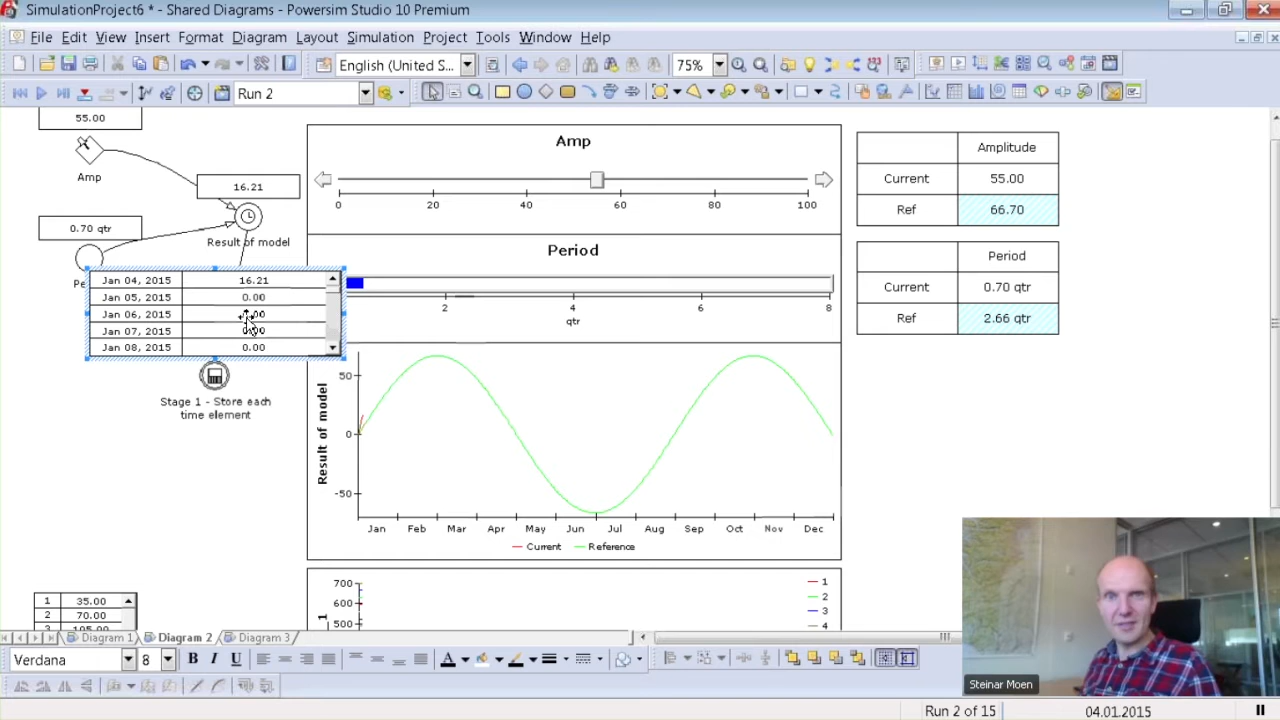 SimulationProject6 * - Shared Diagrams - Powersim Studio 10 Premium
File Edit View Insert Format Diagram Layout Simulation Project Tools Window Help
English (United S... 75%
Run 2
55.00
Amp
16.21
0.70 qtr
Result of model
Pe
Jan 04, 2015 16.21
Jan 05, 2015 0.00
Jan 06, 2015
Jan 07, 2015
Jan 08, 2015 0.00
Stage 1 - Store each
time element
1 35.00
2 70.00
3 105.00
Amp
0 20 40 60 80 100
Period
2 4 6 8
qtr
Result of model
50
0
-50
Jan Feb Mar Apr May Jun Jul Aug Sep Oct Nov Dec
Current Reference
700
600
500
1
1
2
3
4
Amplitude
Current 55.00
Ref 66.70
Period
Current 0.70 qtr
Ref 2.66 qtr
Steinar Moen
Diagram 1 Diagram 2 Diagram 3
Verdana 8 B I U A
Run 2 of 15 04.01.2015